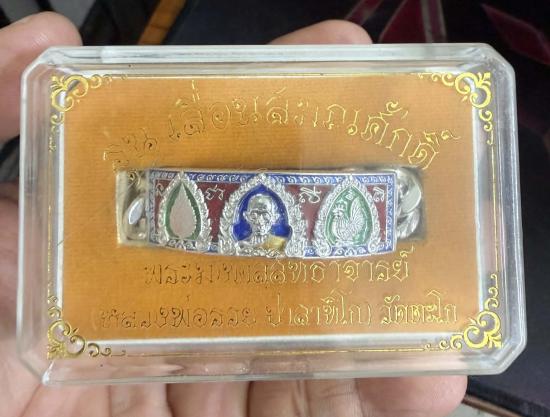 รุ่น เลื่อนสมณศักดิ์
พระมงคลสิทธาจารย์
(หลวงพ่อรวย ปาสาทิโก) วัดตะโก